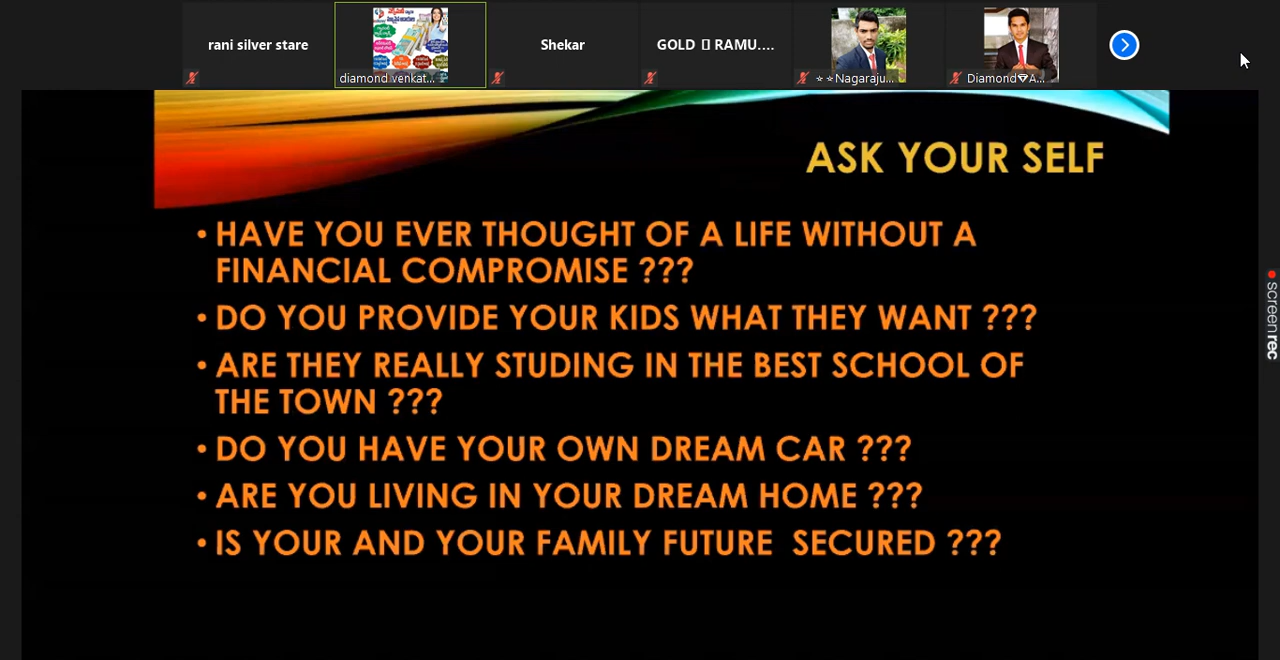 rani silver stare
diamond venkat...
Shekar
GOLD ▯ RAMU....
⭐⭐Nagaraju...
Diamond💎A...
ASK YOUR SELF
• HAVE YOU EVER THOUGHT OF A LIFE WITHOUT A
FINANCIAL COMPROMISE ???
• DO YOU PROVIDE YOUR KIDS WHAT THEY WANT ???
• ARE THEY REALLY STUDING IN THE BEST SCHOOL OF
THE TOWN ???
• DO YOU HAVE YOUR OWN DREAM CAR ???
• ARE YOU LIVING IN YOUR DREAM HOME ???
• IS YOUR AND YOUR FAMILY FUTURE  SECURED ???
screenrec